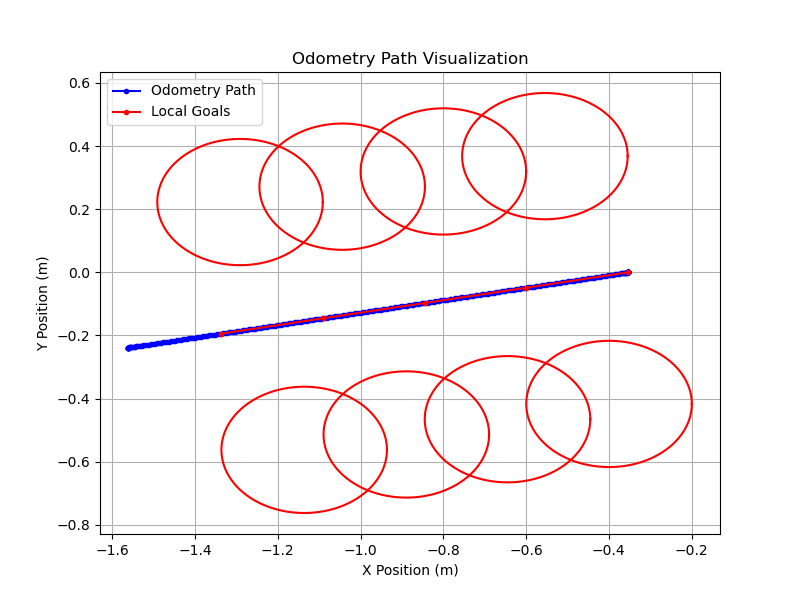 Odometry Path Visualization
Odometry Path
Local Goals
Y Position (m)
0.6
0.4
0.2
0.0
−0.2
−0.4
−0.6
−0.8
−1.6 −1.4 −1.2 −1.0 −0.8 −0.6 −0.4 −0.2
X Position (m)